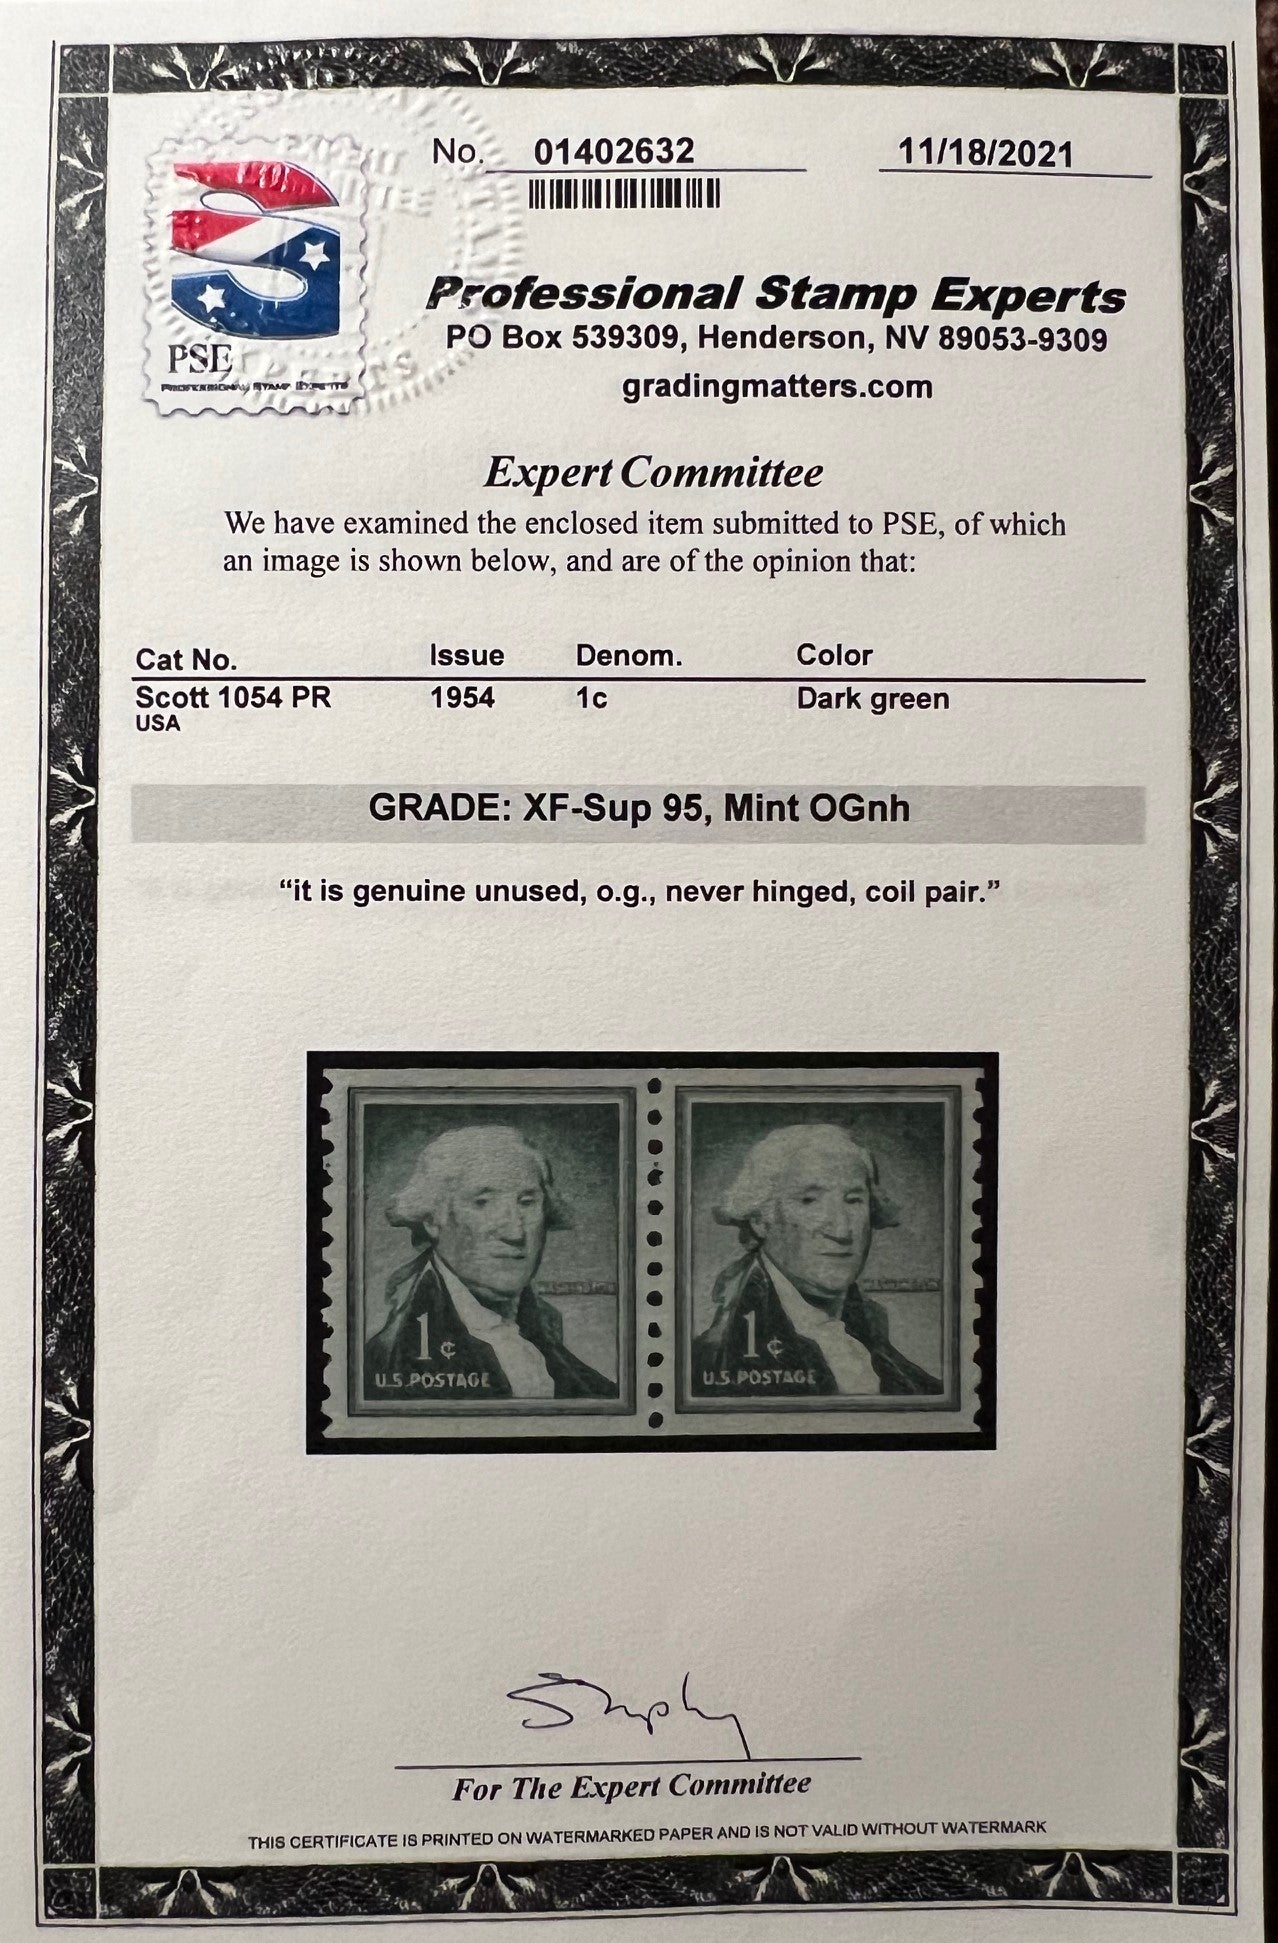 No. 01402632 11/18/2021
PSE
PROFESSIONAL STAMP EXPERTS
Professional Stamp Experts
PO Box 539309, Henderson, NV 89053-9309
gradingmatters.com
Expert Committee
We have examined the enclosed item submitted to PSE, of which
an image is shown below, and are of the opinion that:
Cat No. Issue Denom. Color
Scott 1054 PR 1954 1c Dark green
USA
GRADE: XF-Sup 95, Mint OGnh
“it is genuine unused, o.g., never hinged, coil pair.”
1¢ 1¢
U.S. POSTAGE U.S. POSTAGE
For The Expert Committee
THIS CERTIFICATE IS PRINTED ON WATERMARKED PAPER AND IS NOT VALID WITHOUT WATERMARK